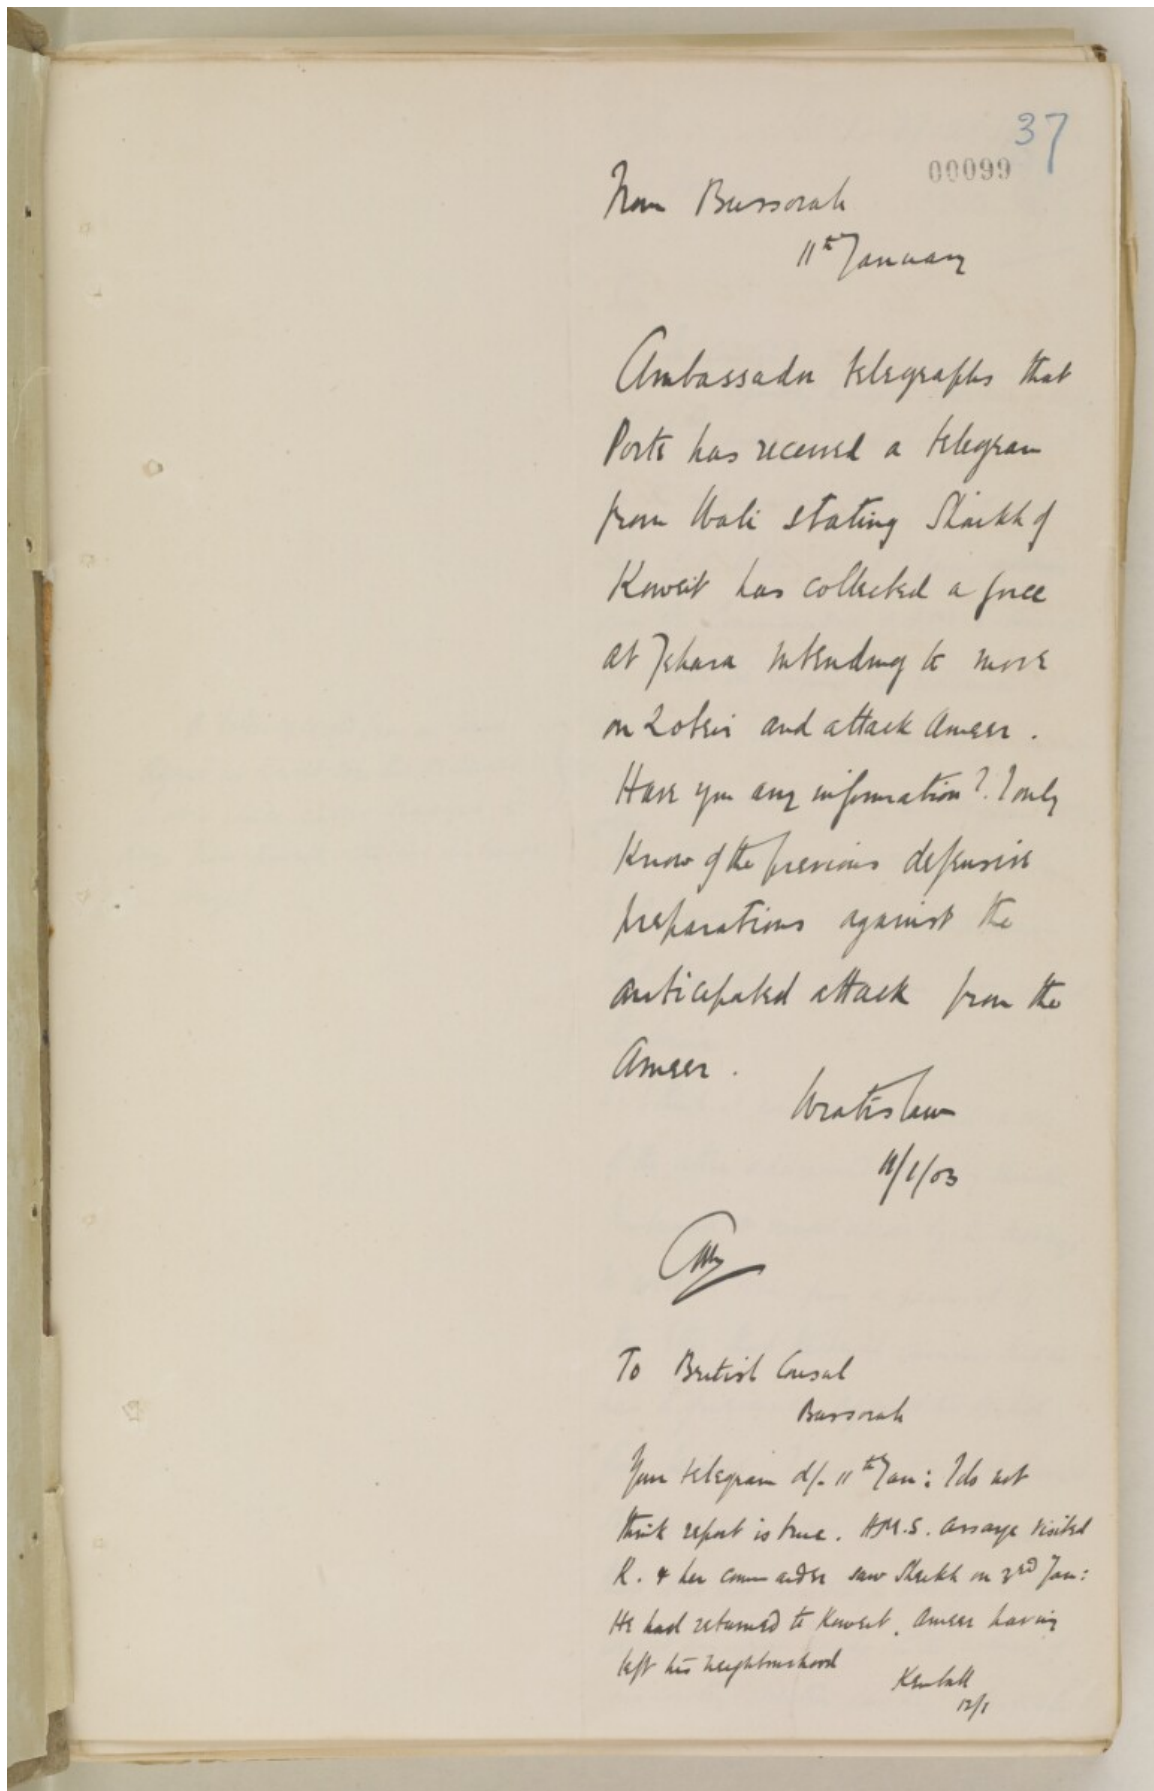 37
00099
From Bussorah
11th January
Ambassador telegraphs that
Porte has received a telegram
from Wali stating Shaikh of
Koweit has collected a force
at Jehara intending to move
on Zobeir and attack Ameer.
Have you any information? I only
know of the previous defensive
preparations against the
anticipated attack from the
Ameer.
Wratislaw
11/1/03
To British Consul
Bussorah
Your telegram d/- 11th Jan: I do not
think report is true. H.M.S. Assaye visited
K. & her commander saw Sheikh on 3rd Jan:
He had returned to Koweit, Ameer having
left his neighbourhood
Kemball
12/1